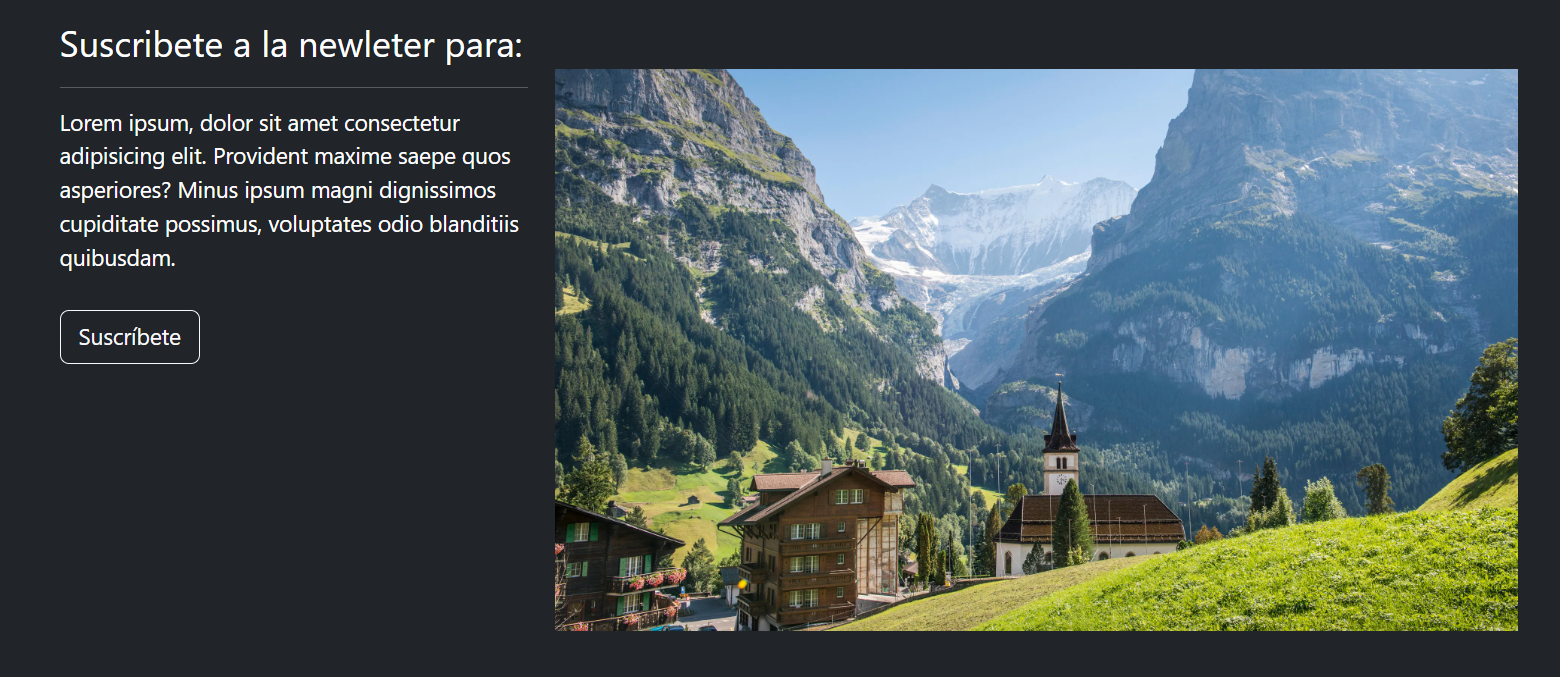 Suscribete a la newleter para:
Lorem ipsum, dolor sit amet consectetur
adipisicing elit. Provident maxime saepe quos
asperiores? Minus ipsum magni dignissimos
cupiditate possimus, voluptates odio blanditiis
quibusdam.
Suscríbete